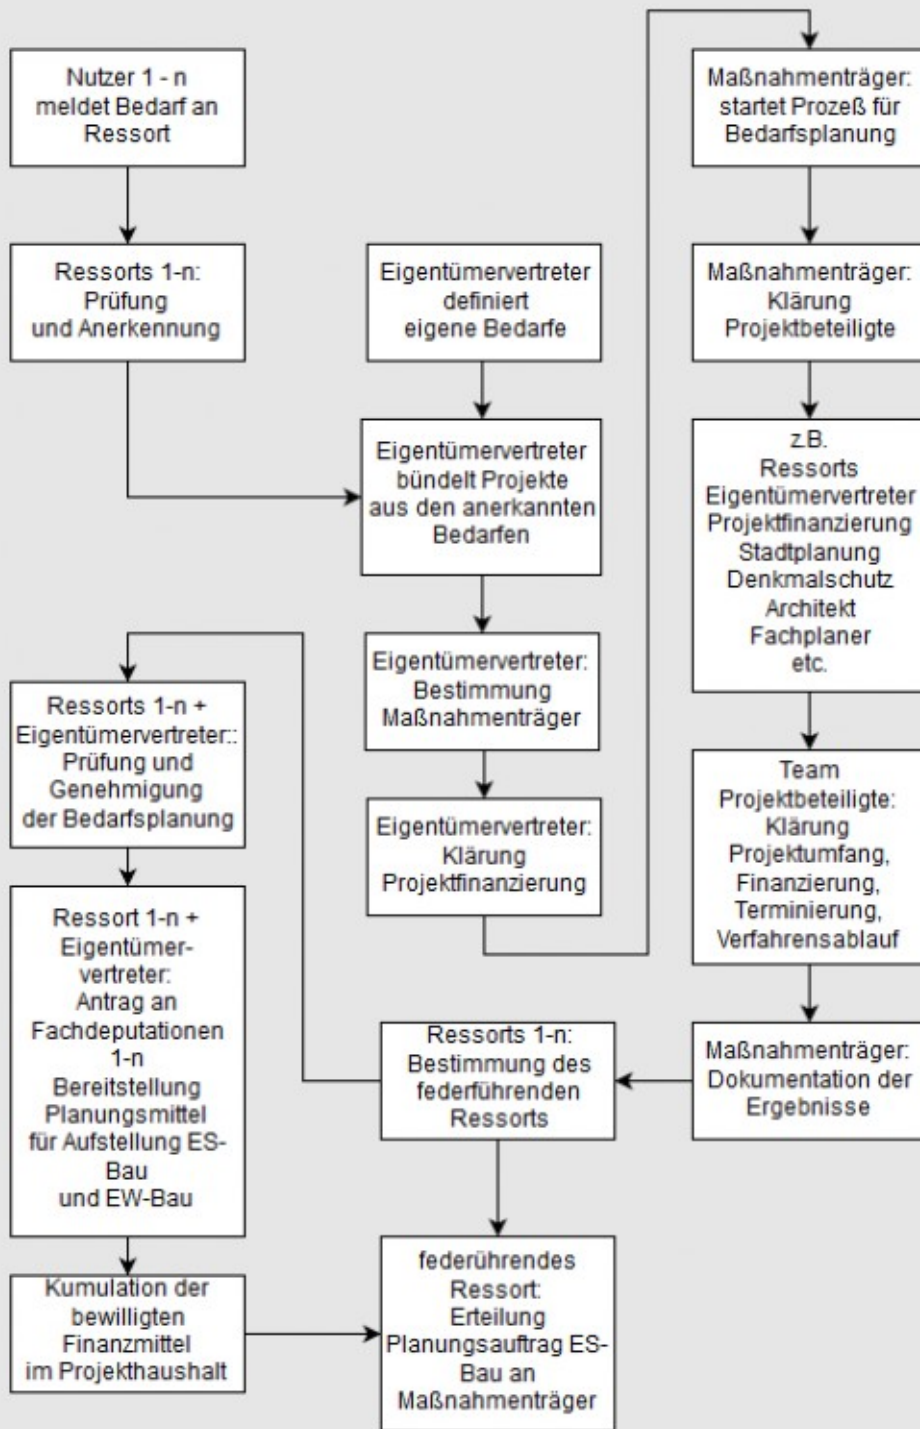 Nutzer 1 - n
meldet Bedarf an
Ressort
Ressorts 1-n:
Prüfung
und Anerkennung
Eigentümervertreter
definiert
eigene Bedarfe
Eigentümervertreter
bündelt Projekte
aus den anerkannten
Bedarfen
Eigentümervertreter:
Bestimmung
Maßnahmenträger
Eigentümervertreter:
Klärung
Projektfinanzierung
Maßnahmenträger:
startet Prozeß für
Bedarfsplanung
Maßnahmenträger:
Klärung
Projektbeteiligte
z.B.
Ressorts
Eigentümervertreter
Projektfinanzierung
Stadtplanung
Denkmalschutz
Architekt
Fachplaner
etc.
Team
Projektbeteiligte:
Klärung
Projektumfang,
Finanzierung,
Terminierung,
Verfahrensablauf
Maßnahmenträger:
Dokumentation der
Ergebnisse
Ressorts 1-n:
Bestimmung des
federführenden
Ressorts
Ressorts 1-n +
Eigentümervertreter::
Prüfung und
Genehmigung
der Bedarfsplanung
Ressort 1-n +
Eigentümer-
vertreter:
Antrag an
Fachdeputationen
1-n
Bereitstellung
Planungsmittel
für Aufstellung ES-
Bau
und EW-Bau
Kumulation der
bewilligten
Finanzmittel
im Projekthaushalt
federührendes
Ressort:
Erteilung
Planungsauftrag ES-
Bau an
Maßnahmenträger